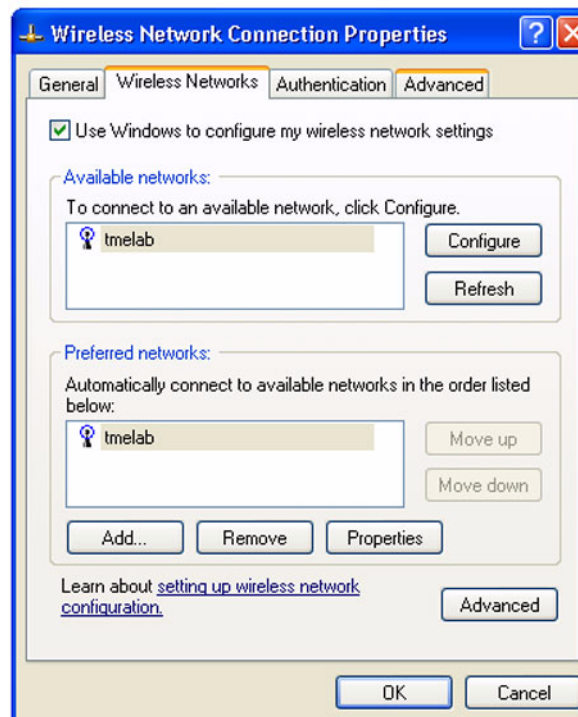 Wireless Network Connection Properties
General Wireless Networks Authentication Advanced
Use Windows to configure my wireless network settings
Available networks:
To connect to an available network, click Configure.
tmelab
Configure
Refresh
Preferred networks:
Automatically connect to available networks in the order listed
below:
tmelab
Move up
Move down
Add... Remove Properties
Learn about setting up wireless network
configuration.
Advanced
OK Cancel